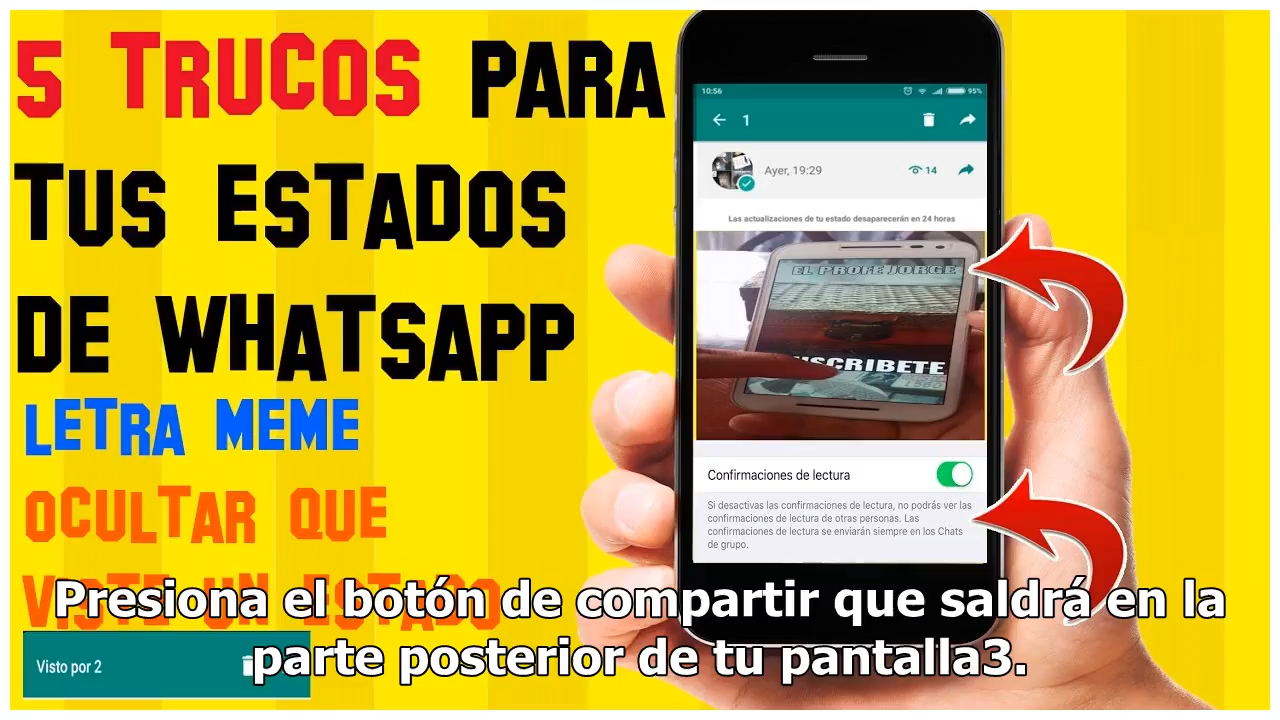 5 TRUCOS PARA
TUS ESTADOS
DE WHATSAPP
LETRA MEME
OCULTAR QUE
VISTE UN ESTADO
Visto por 2
10:56
95%
1
Ayer, 19:29
14
Las actualizaciones de tu estado desaparecerán en 24 horas
EL PROFE JORGE
SUSCRIBETE
Confirmaciones de lectura
Si desactivas las confirmaciones de lectura, no podrás ver las
confirmaciones de lectura de otras personas. Las
confirmaciones de lectura se enviarán siempre en los Chats
de grupo.
Presiona el botón de compartir que saldrá en la
parte posterior de tu pantalla3.